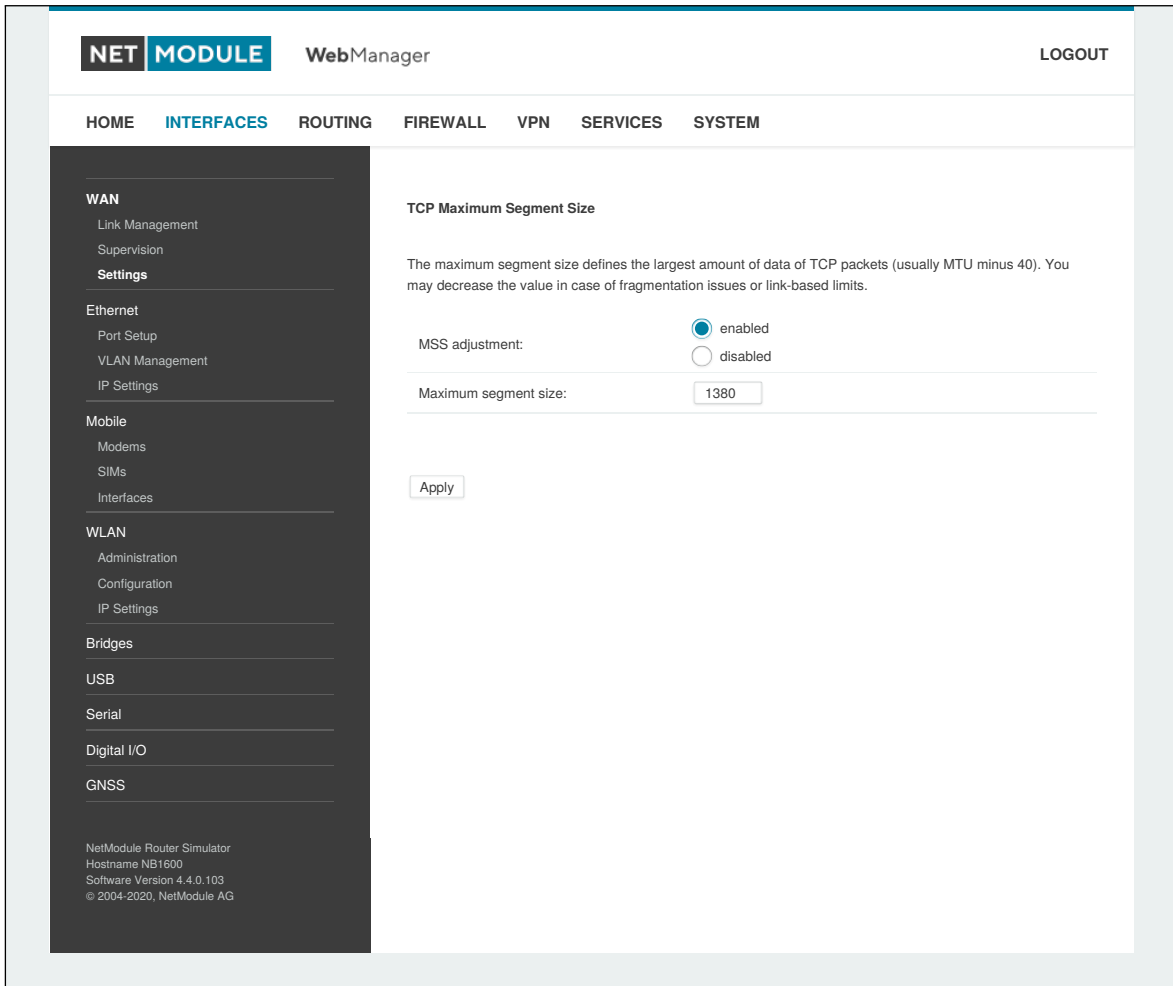 NET MODULE WebManager LOGOUT
HOME INTERFACES ROUTING FIREWALL VPN SERVICES SYSTEM
WAN
Link Management
Supervision
Settings
Ethernet
Port Setup
VLAN Management
IP Settings
Mobile
Modems
SIMs
Interfaces
WLAN
Administration
Configuration
IP Settings
Bridges
USB
Serial
Digital I/O
GNSS
NetModule Router Simulator
Hostname NB1600
Software Version 4.4.0.103
© 2004-2020, NetModule AG
TCP Maximum Segment Size
The maximum segment size defines the largest amount of data of TCP packets (usually MTU minus 40). You
may decrease the value in case of fragmentation issues or link-based limits.
MSS adjustment:
enabled
disabled
Maximum segment size: 1380
Apply